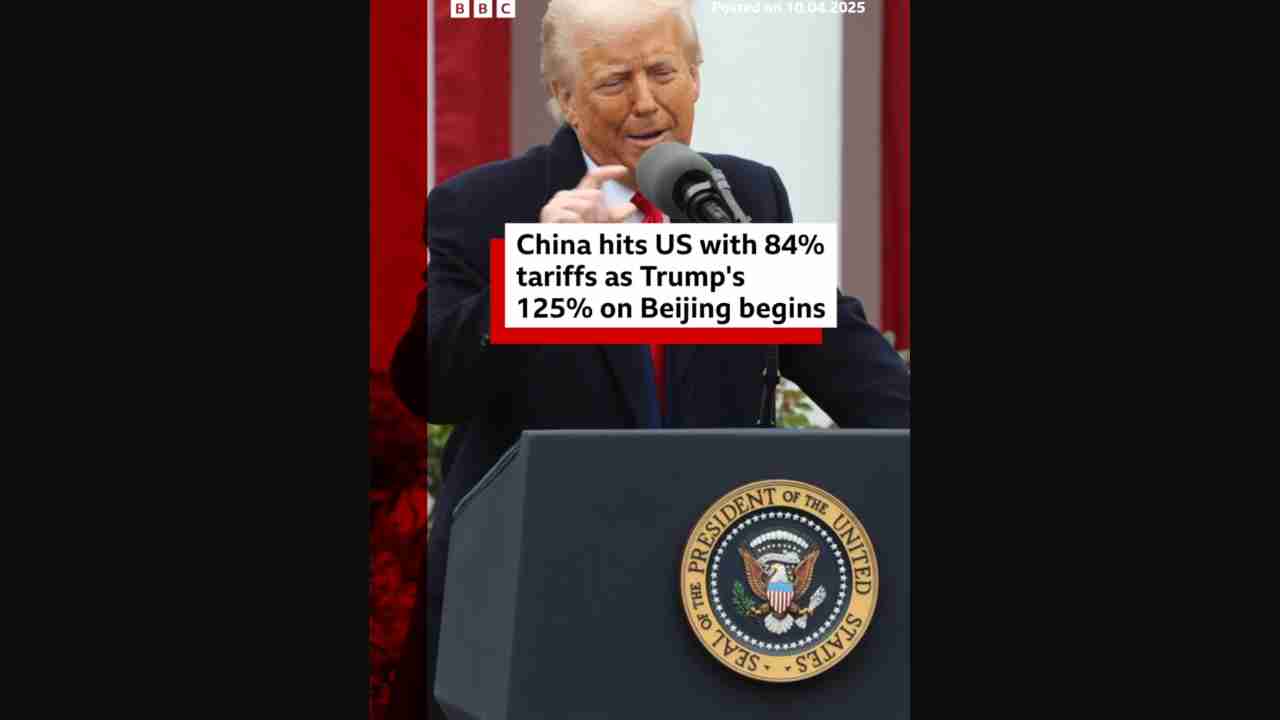 BBC
Posted on 10.04.2025
China hits US with 84%
tariffs as Trump's
125% on Beijing begins
SEAL OF THE PRESIDENT OF THE UNITED STATES